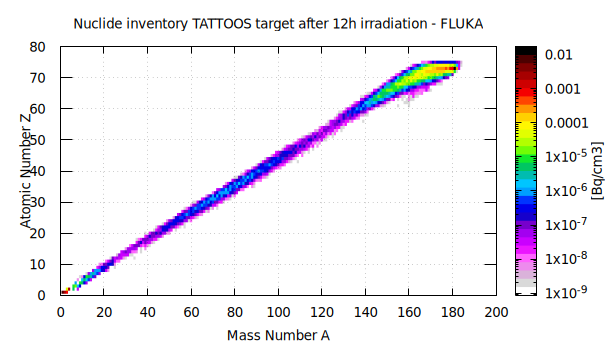 Nuclide inventory TATTOOS target after 12h irradiation - FLUKA
80
70
60
50
40
30
20
10
0
Atomic Number Z
0 20 40 60 80 100 120 140 160 180 200
Mass Number A
0.01
0.001
0.0001
1x10-5
1x10-6
1x10-7
1x10-8
1x10-9
[Bq/cm3]